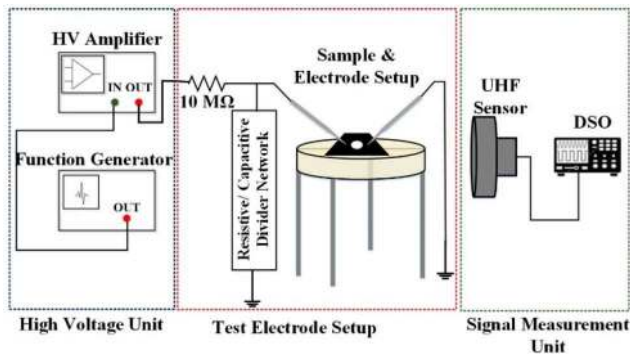 HV Amplifier
IN OUT
10 MΩ
Function Generator
OUT
Resistive/ Capacitive
Divider Network
Sample &
Electrode Setup
UHF
Sensor
DSO
High Voltage Unit
Test Electrode Setup
Signal Measurement
Unit